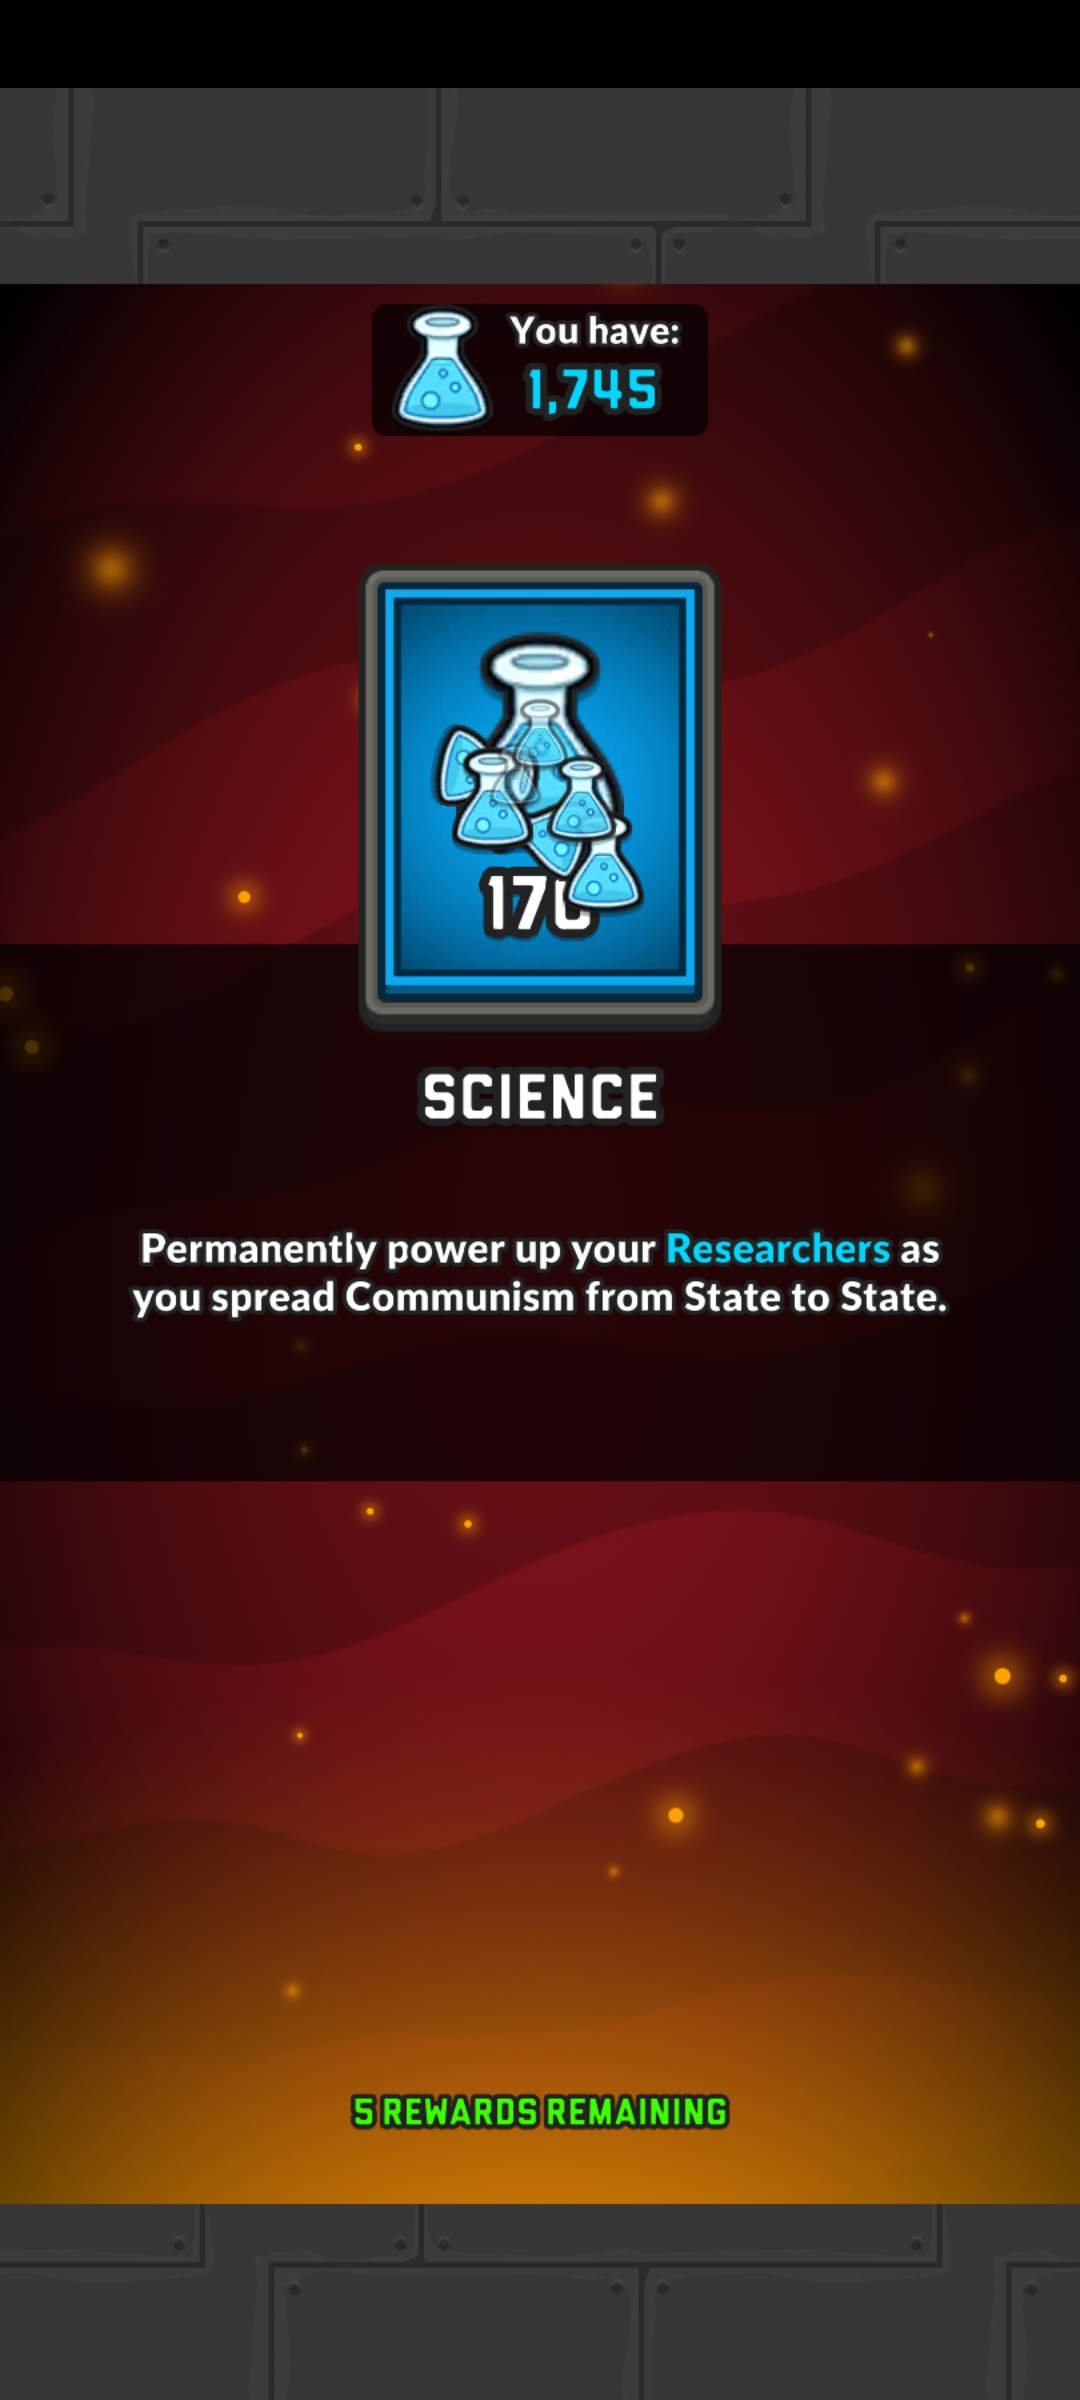 You have:
1,745
SCIENCE
Permanently power up your Researchers as
you spread Communism from State to State.
5 REWARDS REMAINING